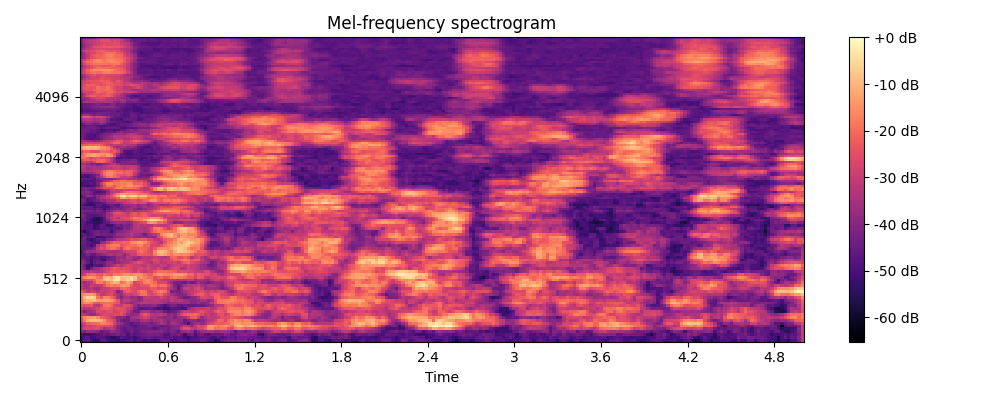 Mel-frequency spectrogram
+0 dB
-10 dB
-20 dB
-30 dB
-40 dB
-50 dB
-60 dB
Hz
4096
2048
1024
512
0
0 0.6 1.2 1.8 2.4 3 3.6 4.2 4.8
Time